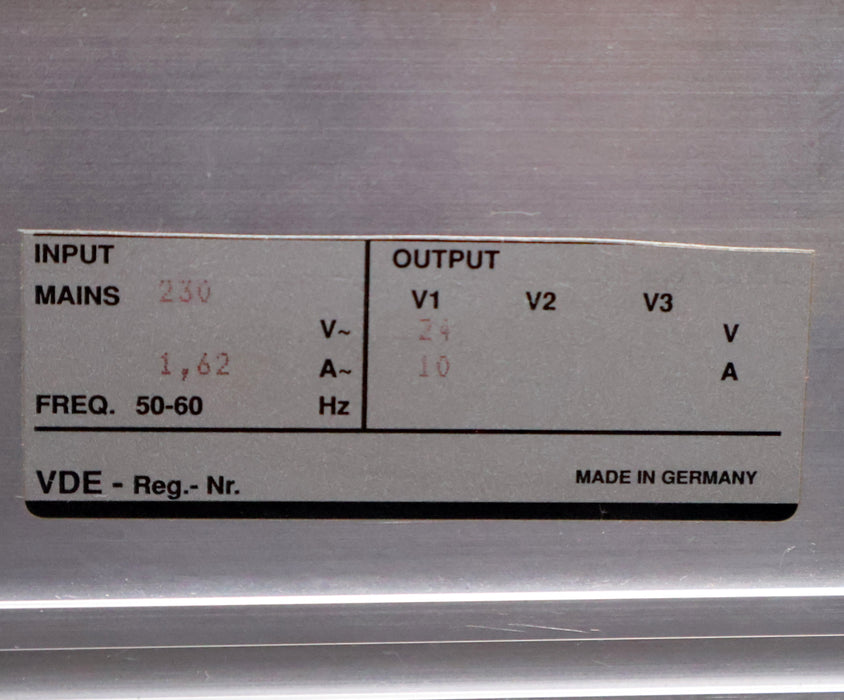 INPUT
MAINS 230
V~
1,62 A~
FREQ. 50-60 Hz
OUTPUT
V1 V2 V3
24 V
10 A
VDE - Reg.- Nr.
MADE IN GERMANY